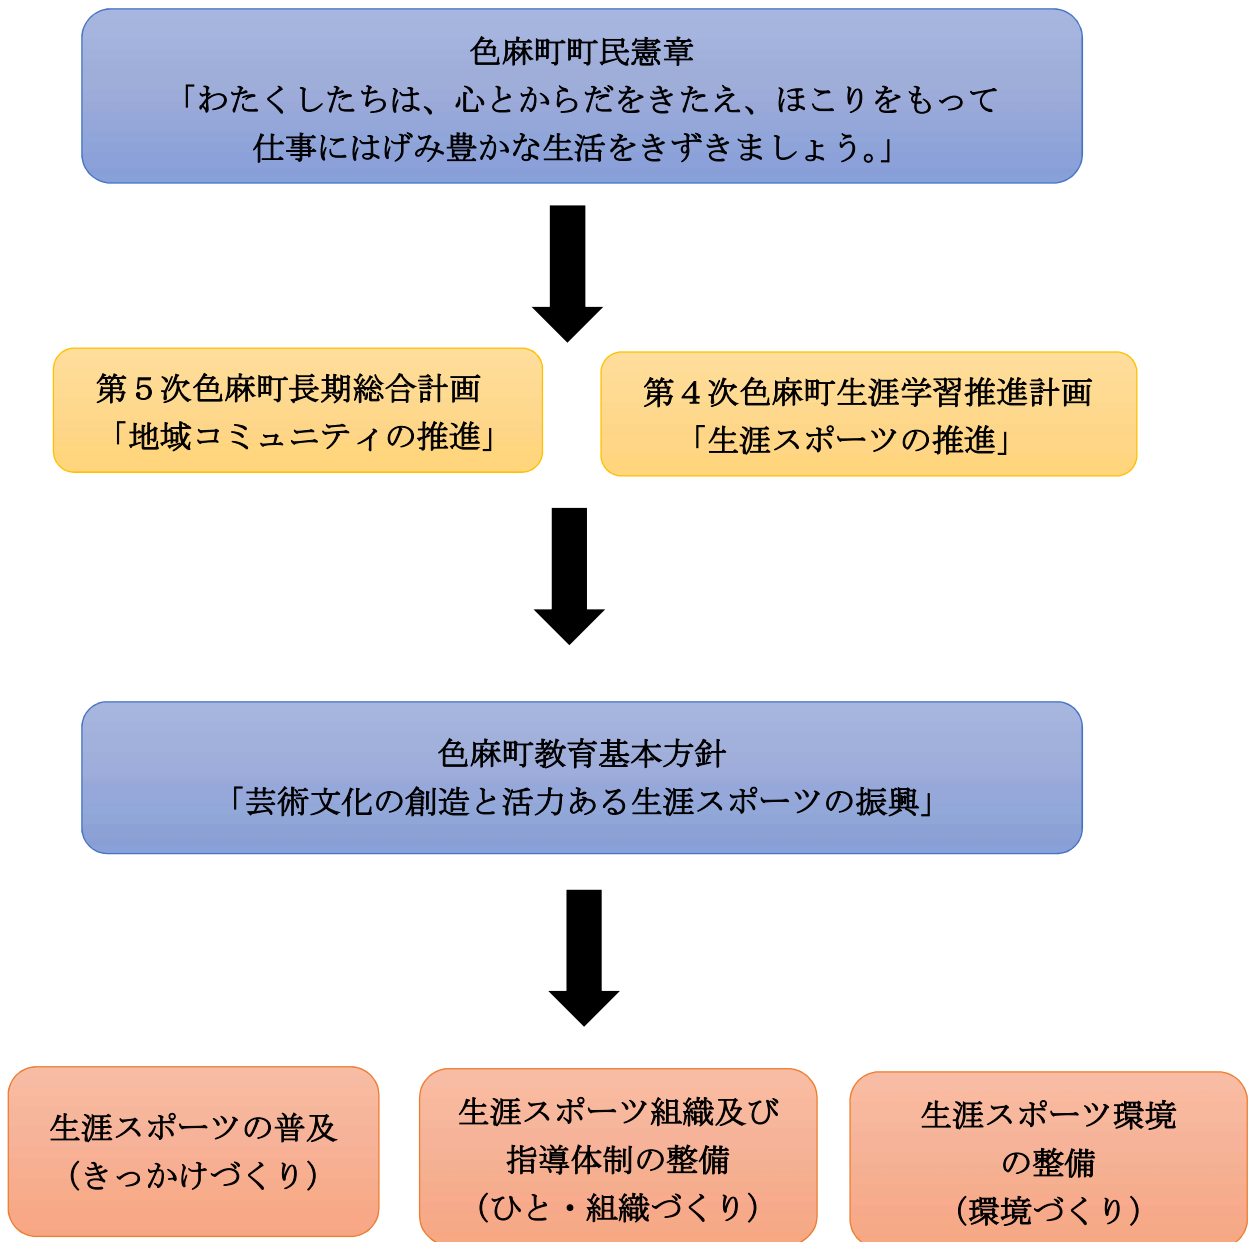 色麻町町民憲章
「わたくしたちは、心とからだをきたえ、ほこりをもって
仕事にはげみ豊かな生活をきずきましょう。」
第５次色麻町長期総合計画
「地域コミュニティの推進」
第４次色麻町生涯学習推進計画
「生涯スポーツの推進」
色麻町教育基本方針
「芸術文化の創造と活力ある生涯スポーツの振興」
生涯スポーツの普及
（きっかけづくり）
生涯スポーツ組織及び
指導体制の整備
（ひと・組織づくり）
生涯スポーツ環境
の整備
（環境づくり）